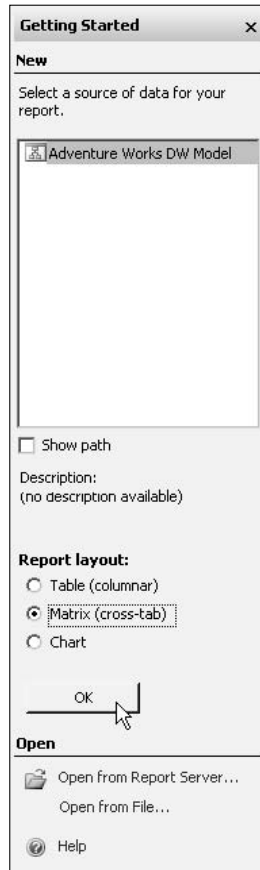 Getting Started
New
Select a source of data for your
report.
Adventure Works DW Model
Show path
Description:
(no description available)
Report layout:
Table (columnar)
Matrix (cross-tab)
Chart
OK
Open
Open from Report Server...
Open from File...
Help